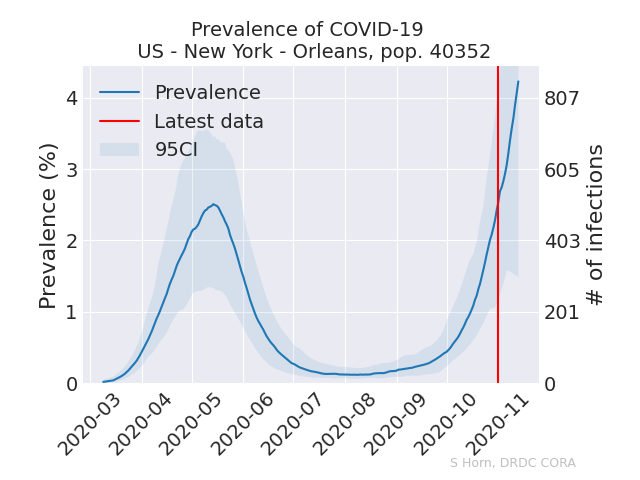 Prevalence of COVID-19
US - New York - Orleans, pop. 40352
Prevalence
Latest data
95CI
Prevalence (%)
4
3
2
1
0
807
605
403
201
0
# of infections
2020-03
2020-04
2020-05
2020-06
2020-07
2020-08
2020-09
2020-10
2020-11
S Horn, DRDC CORA